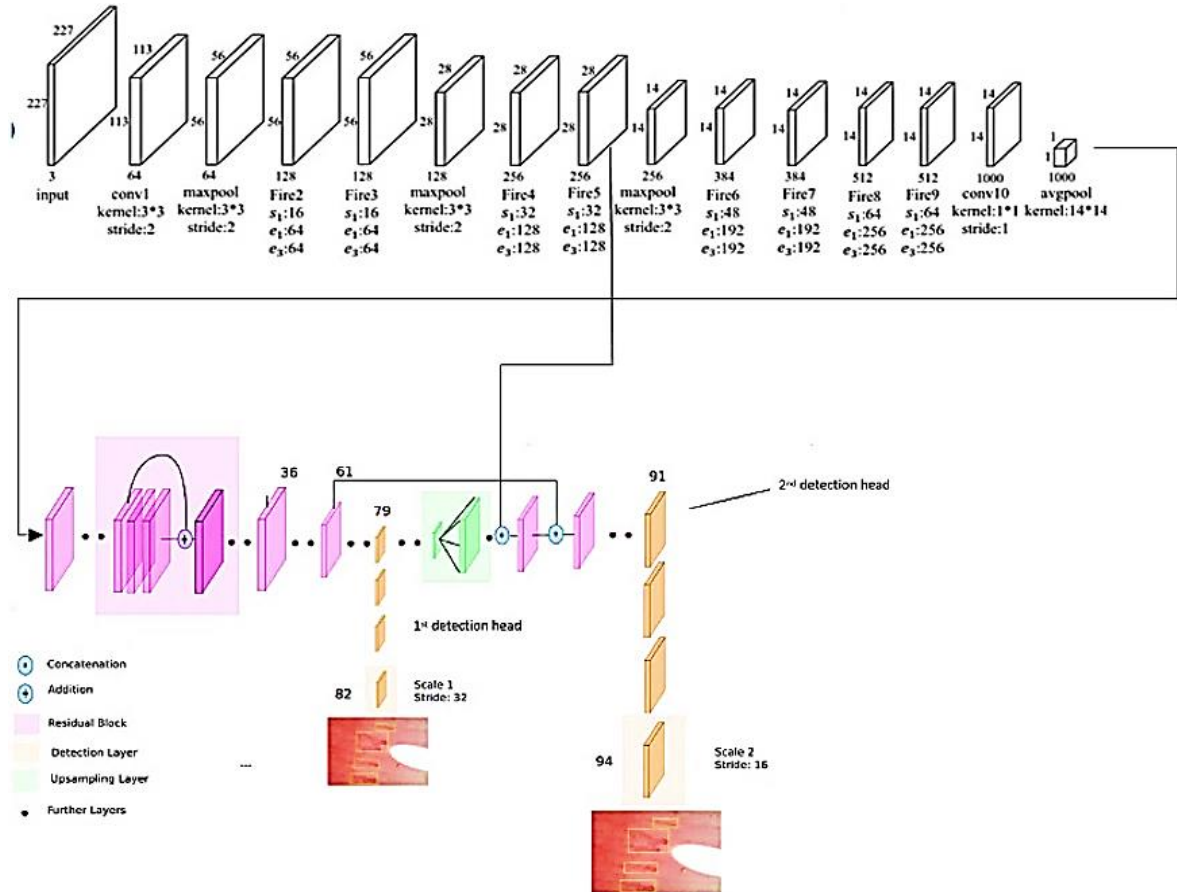 227
227
3
input
113
113
64
conv1
kernel:3*3
stride:2
56
56
64
maxpool
kernel:3*3
stride:2
56
56
128
Fire2
s₁:16
e₁:64
e₃:64
56
56
128
Fire3
s₁:16
e₁:64
e₃:64
28
28
128
maxpool
kernel:3*3
stride:2
28
28
256
Fire4
s₁:32
e₁:128
e₃:128
28
28
256
Fire5
s₁:32
e₁:128
e₃:128
14
14
256
maxpool
kernel:3*3
stride:2
14
14
384
Fire6
s₁:48
e₁:192
e₃:192
14
14
384
Fire7
s₁:48
e₁:192
e₃:192
14
14
512
Fire8
s₁:64
e₁:256
e₃:256
14
14
512
Fire9
s₁:64
e₁:256
e₃:256
14
14
1000
conv10
kernel:1*1
stride:1
1
1
1000
avgpool
kernel:14*14
36
61
79
91
2nd detection head
1st detection head
82
Scale 1
Stride: 32
94
Scale 2
Stride: 16
Concatenation
Addition
Residual Block
Detection Layer
Upsampling Layer
Further Layers
...